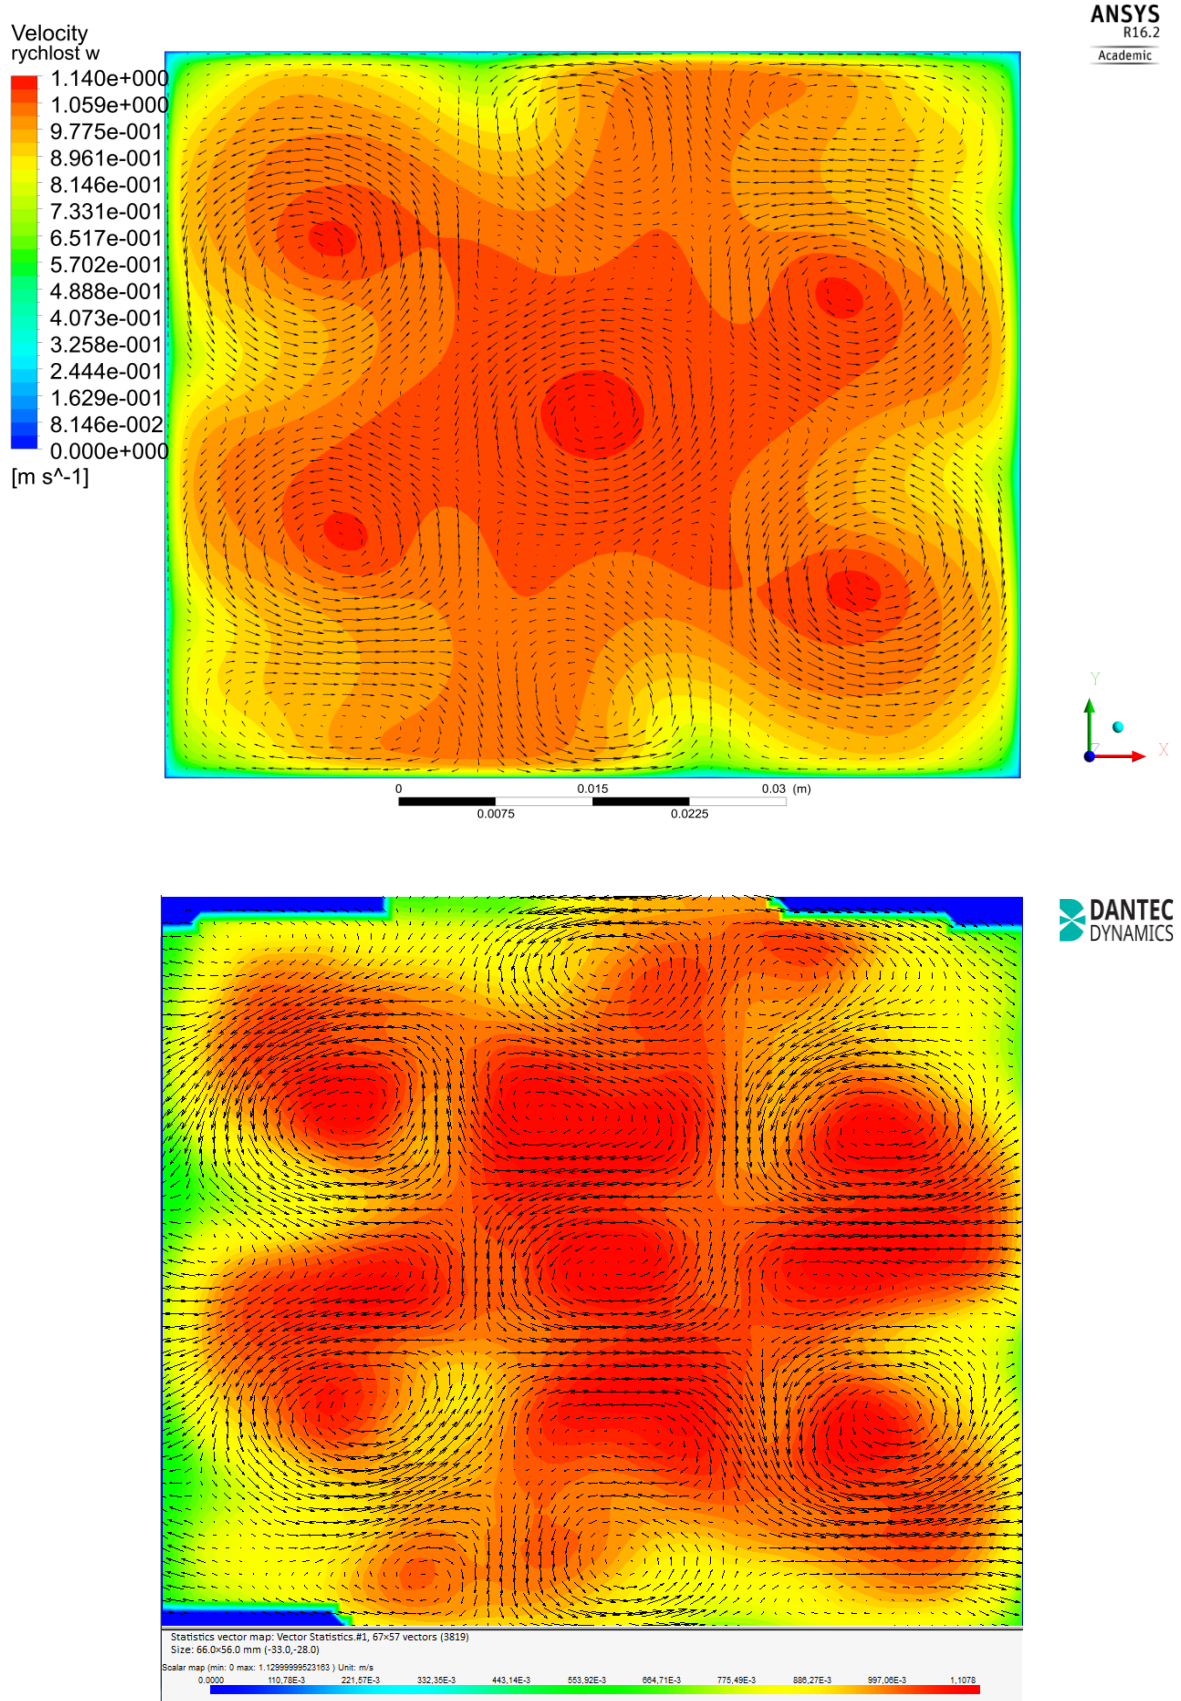 ANSYS
R16.2
Academic
Velocity
rychlost w
1.140e+000
1.059e+000
9.775e-001
8.961e-001
8.146e-001
7.331e-001
6.517e-001
5.702e-001
4.888e-001
4.073e-001
3.258e-001
2.444e-001
1.629e-001
8.146e-002
0.000e+000
[m s^-1]
Y
Z
X
0 0.015 0.03 (m)
0.0075 0.0225
DANTEC
DYNAMICS
Statistics vector map: Vector Statistics.#1, 67×57 vectors (3819)
Size: 66.0×56.0 mm (-33.0,-28.0)
Scalar map (min: 0 max: 1.12999999523163 ) Unit: m/s
0.0000 110,78E-3 221,57E-3 332,35E-3 443,14E-3 553,92E-3 664,71E-3 775,49E-3 886,27E-3 997,06E-3 1,1078